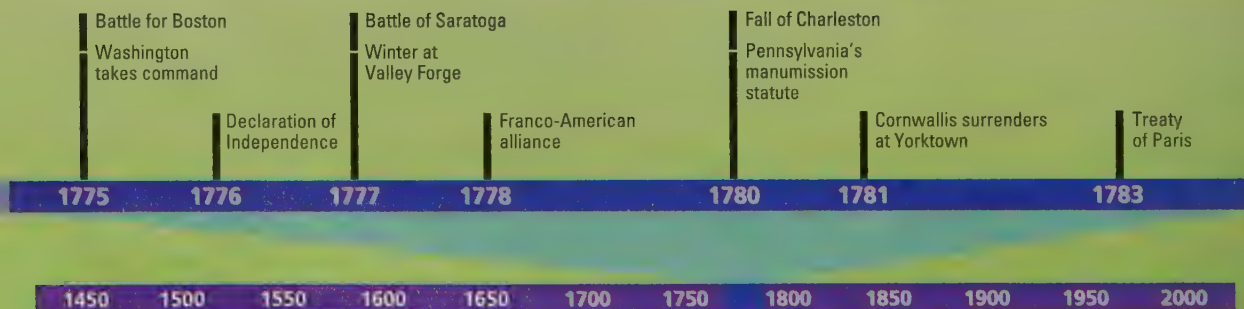 Battle for Boston
Washington
takes command
Declaration of
Independence
Battle of Saratoga
Winter at
Valley Forge
Franco-American
alliance
Fall of Charleston
Pennsylvania's
manumission
statute
Cornwallis surrenders
at Yorktown
Treaty
of Paris
1775 1776 1777 1778 1780 1781 1783
1450 1500 1550 1600 1650 1700 1750 1800 1850 1900 1950 2000